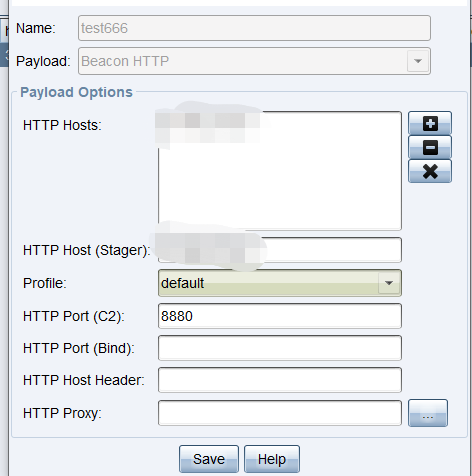 Name: test666
Payload: Beacon HTTP
Payload Options
HTTP Hosts:
HTTP Host (Stager):
Profile: default
HTTP Port (C2): 8880
HTTP Port (Bind):
HTTP Host Header:
HTTP Proxy: ...
Save Help